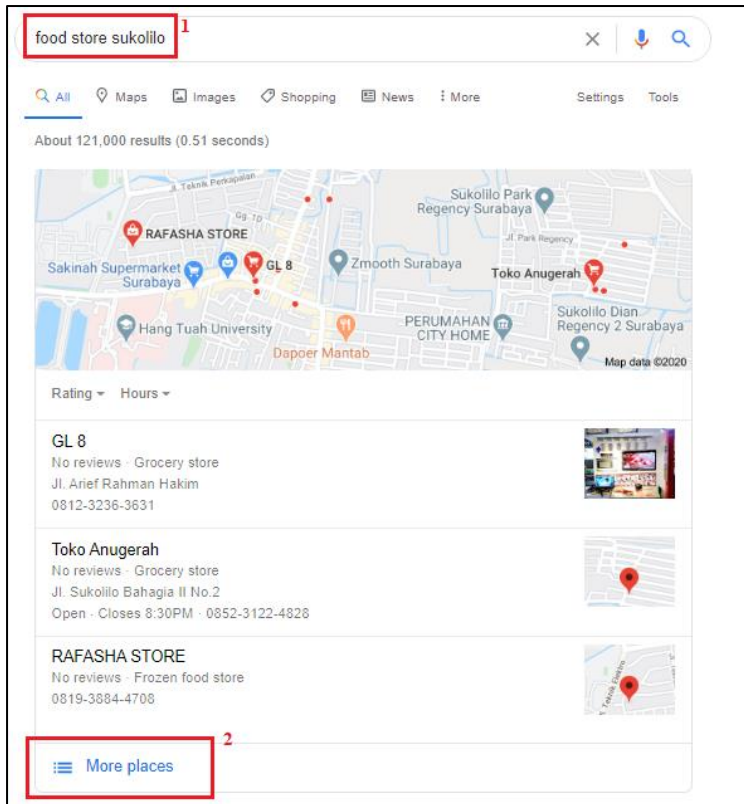 food store sukolilo
1
All
Maps
Images
Shopping
News
More
Settings
Tools
About 121,000 results (0.51 seconds)
Jl. Teknik Perkapalan
Gg. TD
RAFASHA STORE
Sukolilo Park
Regency Surabaya
Jl. Park Regency
Sakinah Supermarket
Surabaya
GL 8
Zmooth Surabaya
Toko Anugerah
Hang Tuah University
PERUMAHAN
CITY HOME
Sukolilo Dian
Regency 2 Surabaya
Dapoer Mantab
Map data ©2020
Rating
Hours
GL 8
No reviews · Grocery store
Jl. Arief Rahman Hakim
0812-3236-3631
Toko Anugerah
No reviews · Grocery store
Jl. Sukolilo Bahagia II No.2
Open · Closes 8:30PM · 0852-3122-4828
RAFASHA STORE
No reviews · Frozen food store
0819-3884-4708
Jl. Teknik Elektro
2
More places